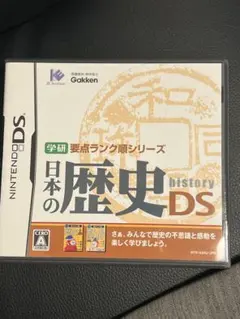 Gakken
NINTENDO DS
学研 要点ランク順シリーズ
日本の歴史DS
history
A
さぁ、みんなで歴史の不思議と感動を
楽しく学びましょう。